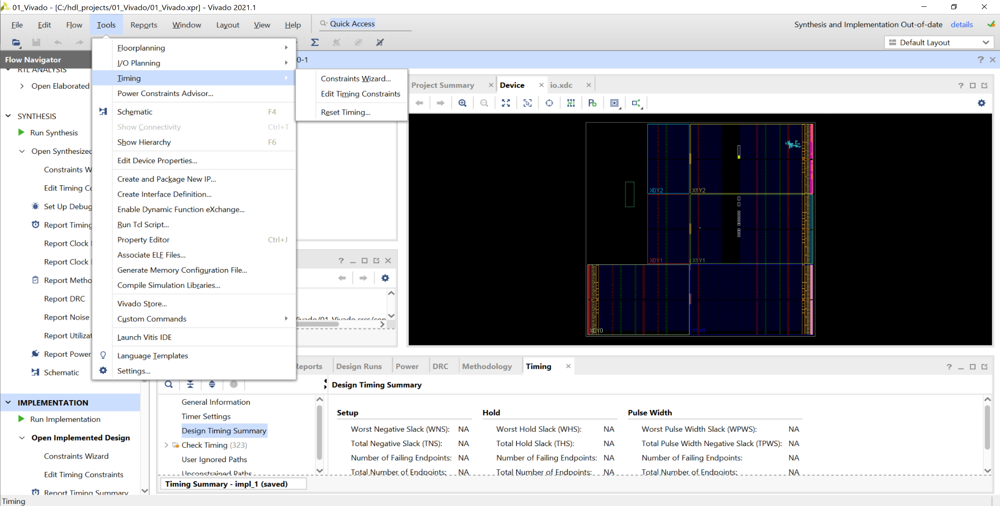 01_Vivado - [C:/hdl_projects/01_Vivado/01_Vivado.xpr] - Vivado 2021.1
File Edit Flow Tools Reports Window Layout View Help Quick Access Synthesis and Implementation Out-of-date details
Default Layout
Flow Navigator
0-1
RTL ANALYSIS
Open Elaborated
SYNTHESIS
Run Synthesis
Open Synthesized
Constraints W
Edit Timing Co
Set Up Debug
Report Timing
Report Clock
Report Clock
Report Metho
Report DRC
Report Noise
Report Utilizat
Report Power
Schematic
IMPLEMENTATION
Run Implementation
Open Implemented Design
Constraints Wizard
Edit Timing Constraints
Report Timing Summary
Floorplanning
I/O Planning
Timing
Power Constraints Advisor...
Schematic F4
Show Connectivity Ctrl+T
Show Hierarchy F6
Edit Device Properties...
Create and Package New IP...
Create Interface Definition...
Enable Dynamic Function eXchange...
Run Tcl Script...
Property Editor Ctrl+J
Associate ELF Files...
Generate Memory Configuration File...
Compile Simulation Libraries...
Vivado Store...
Custom Commands
Launch Vitis IDE
Language Templates
Settings...
Constraints Wizard...
Edit Timing Constraints
Reset Timing...
Project Summary Device io.xdc
X0Y2 X1Y2
X0Y1 X1Y1
X0Y0 X1Y0
Vivado/01_Vivado.srcs/con
Reports Design Runs Power DRC Methodology Timing
Design Timing Summary
General Information
Timer Settings
Design Timing Summary
Check Timing (323)
User Ignored Paths
Unconstrained Paths
Setup Hold Pulse Width
Worst Negative Slack (WNS): NA Worst Hold Slack (WHS): NA Worst Pulse Width Slack (WPWS): NA
Total Negative Slack (TNS): NA Total Hold Slack (THS): NA Total Pulse Width Negative Slack (TPWS): NA
Number of Failing Endpoints: NA Number of Failing Endpoints: NA Number of Failing Endpoints: NA
Total Number of Endpoints: NA Total Number of Endpoints: NA Total Number of Endpoints: NA
Timing Summary - impl_1 (saved)
Timing